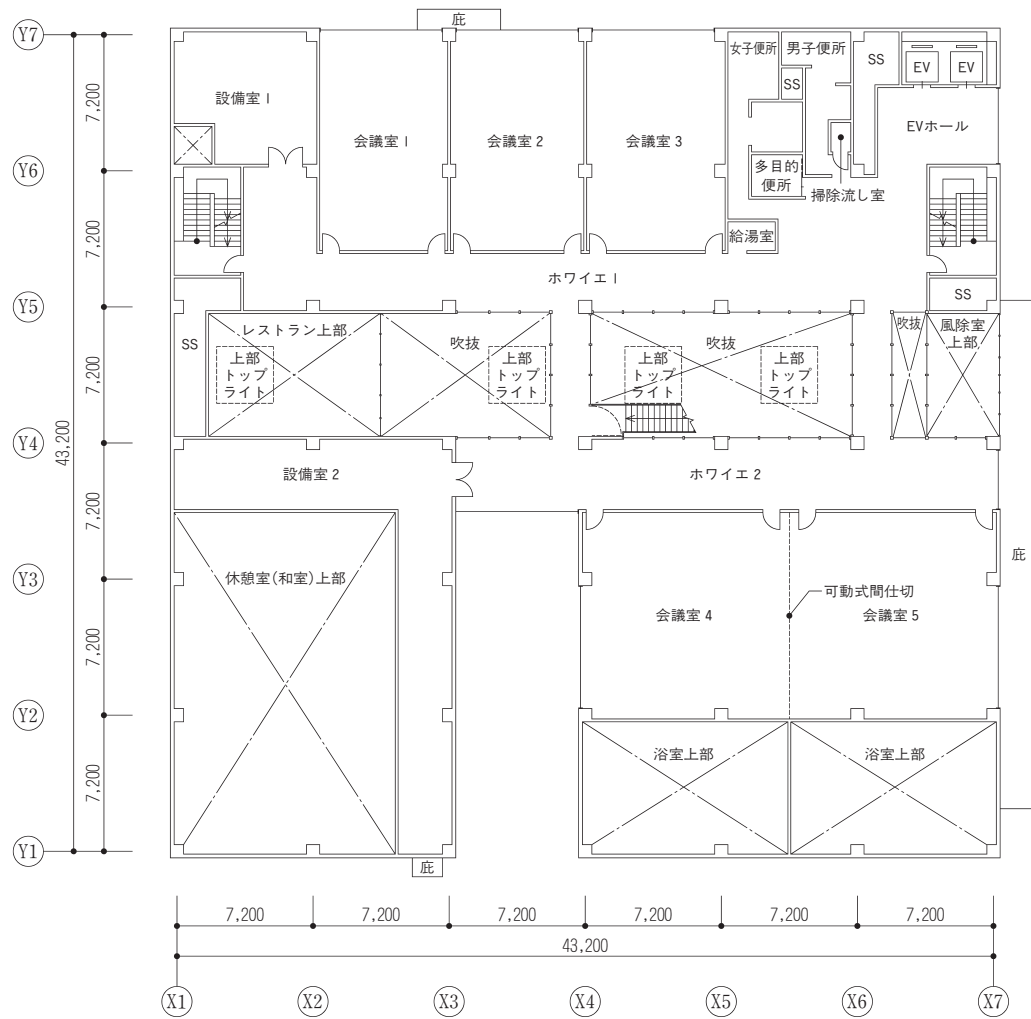 Y7
庇
女子便所
男子便所
SS
EV
EV
SS
7,200
設備室1
会議室1
会議室2
会議室3
EVホール
Y6
多目的
便所
掃除流し室
7,200
給湯室
ホワイエ1
Y5
SS
レストラン上部
吹抜
吹抜
吹抜
風除室
上部
SS
上部
トップ
ライト
上部
トップ
ライト
上部
トップ
ライト
上部
トップ
ライト
7,200
Y4
43,200
設備室2
ホワイエ2
7,200
庇
Y3
休憩室(和室)上部
可動式間仕切
会議室4
会議室5
7,200
Y2
浴室上部
浴室上部
7,200
Y1
庇
7,200
7,200
7,200
7,200
7,200
7,200
43,200
X1
X2
X3
X4
X5
X6
X7